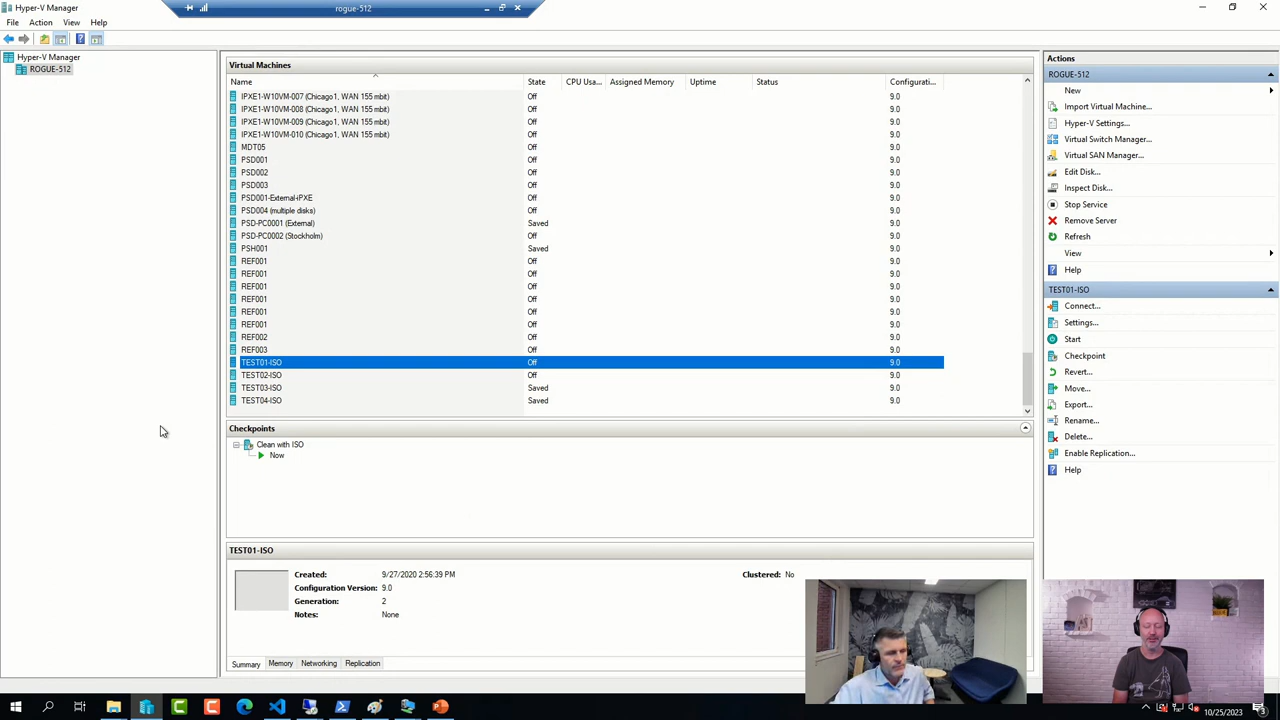 Hyper-V Manager
rogue-512
File Action View Help
Hyper-V Manager
ROGUE-512
Virtual Machines
Name State CPU Usa... Assigned Memory Uptime Status Configurati...
IPXE1-W10VM-007 (Chicago1, WAN 155 mbit) Off 9.0
IPXE1-W10VM-008 (Chicago1, WAN 155 mbit) Off 9.0
IPXE1-W10VM-009 (Chicago1, WAN 155 mbit) Off 9.0
IPXE1-W10VM-010 (Chicago1, WAN 155 mbit) Off 9.0
MDT05 Off 9.0
PSD001 Off 9.0
PSD002 Off 9.0
PSD003 Off 9.0
PSD001-External-iPXE Off 9.0
PSD004 (multiple disks) Off 9.0
PSD-PC0001 (External) Saved 9.0
PSD-PC0002 (Stockholm) Off 9.0
PSH001 Saved 9.0
REF001 Off 9.0
REF001 Off 9.0
REF001 Off 9.0
REF001 Off 9.0
REF001 Off 9.0
REF001 Off 9.0
REF002 Off 9.0
REF003 Off 9.0
TEST01-ISO Off 9.0
TEST02-ISO Off 9.0
TEST03-ISO Saved 9.0
TEST04-ISO Saved 9.0
Checkpoints
Clean with ISO
Now
TEST01-ISO
Created: 9/27/2020 2:56:39 PM Clustered: No
Configuration Version: 9.0
Generation: 2
Notes: None
Summary Memory Networking Replication
Actions
ROGUE-512
New
Import Virtual Machine...
Hyper-V Settings...
Virtual Switch Manager...
Virtual SAN Manager...
Edit Disk...
Inspect Disk...
Stop Service
Remove Server
Refresh
View
Help
TEST01-ISO
Connect...
Settings...
Start
Checkpoint
Revert...
Move...
Export...
Rename...
Delete...
Enable Replication...
Help
10/25/2023